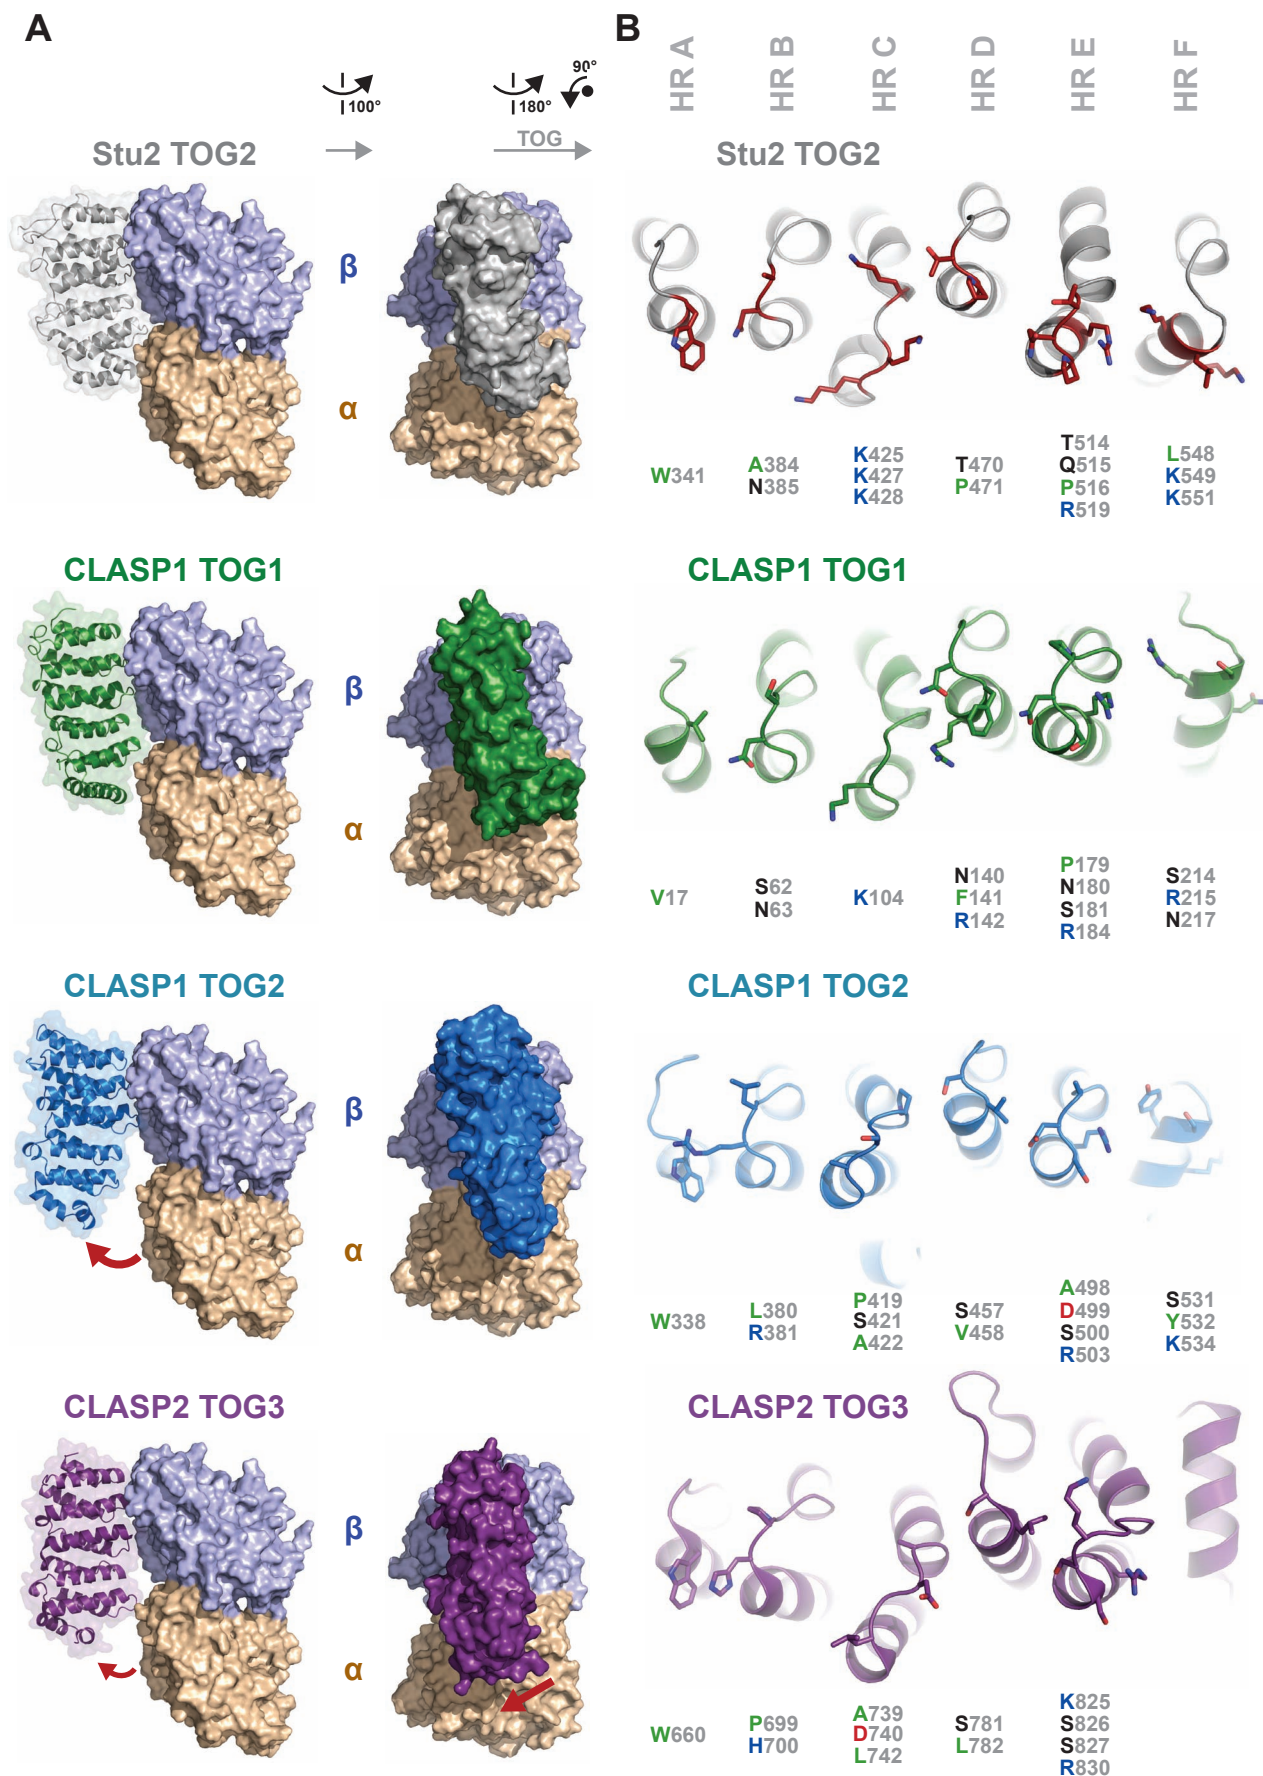 A
B
HR A
HR B
HR C
HR D
HR E
HR F
100°
180°
90°
TOG
Stu2 TOG2
Stu2 TOG2
β
α
W341
A384
N385
K425
K427
K428
T470
P471
T514
Q515
P516
R519
L548
K549
K551
CLASP1 TOG1
CLASP1 TOG1
β
α
V17
S62
N63
K104
N140
F141
R142
P179
N180
S181
R184
S214
R215
N217
CLASP1 TOG2
CLASP1 TOG2
β
α
W338
L380
R381
P419
S421
A422
S457
V458
A498
D499
S500
R503
S531
Y532
K534
CLASP2 TOG3
CLASP2 TOG3
β
α
W660
P699
H700
A739
D740
L742
S781
L782
K825
S826
S827
R830